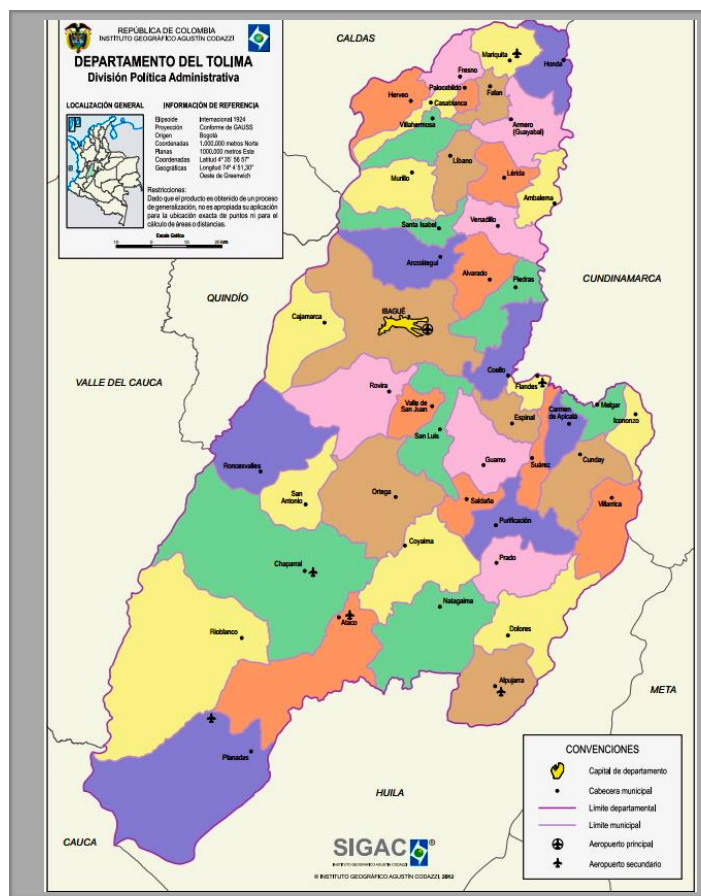 REPÚBLICA DE COLOMBIA
INSTITUTO GEOGRÁFICO AGUSTÍN CODAZZI
DEPARTAMENTO DEL TOLIMA
División Política Administrativa
LOCALIZACIÓN GENERAL
INFORMACIÓN DE REFERENCIA
Elipsoide Internacional 1924
Proyección Conforme de GAUSS
Origen Bogotá
Coordenadas 1,000,000 metros Norte
Planas 1000,000 metros Este
Coordenadas Latitud 4º 35' 56 57"
Geográficas Longitud 74º 4' 51,30"
Oeste de Greenwich
Restricciones:
Dado que el producto es obtenido de un proceso
de generalización, no es apropiada su aplicación
para la ubicación exacta de puntos ni para el
cálculo de áreas o distancias.
Escala Gráfica
CALDAS
Mariquita
Honda
Fresno
Palocabildo
Falan
Herveo
Casabianca
Villahermosa
Armero
(Guayabal)
Líbano
Lérida
Murillo
Ambalema
Santa Isabel
Venadillo
Anzoátegui
Alvarado
Piedras
CUNDINAMARCA
QUINDÍO
IBAGUÉ
Cajamarca
Coello
VALLE DEL CAUCA
Rovira
Flandes
Valle de
San Juan
Espinal
Carmen
de Apicalá
Melgar
Icononzo
San Luis
Guamo
Suárez
Cunday
Roncesvalles
San
Antonio
Ortega
Saldaña
Villarrica
Purificación
Coyaima
Prado
Chaparral
Natagaima
Ataco
Rioblanco
Dolores
Alpujarra
META
Planadas
HUILA
CAUCA
CONVENCIONES
Capital de departamento
Cabecera municipal
Límite departamental
Límite municipal
Aeropuerto principal
Aeropuerto secundario
SIGAC
INSTITUTO GEOGRÁFICO AGUSTÍN CODAZZI
© INSTITUTO GEOGRÁFICO AGUSTÍN CODAZZI, 2012